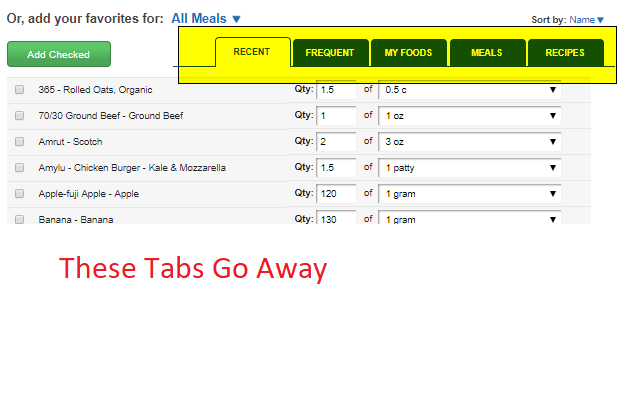 Or, add your favorites for: All Meals ▼
Sort by: Name▼
Add Checked
RECENT FREQUENT MY FOODS MEALS RECIPES
365 - Rolled Oats, Organic Qty: 1.5 of 0.5 c ▼
70/30 Ground Beef - Ground Beef Qty: 1 of 1 oz ▼
Amrut - Scotch Qty: 2 of 3 oz ▼
Amylu - Chicken Burger - Kale & Mozzarella Qty: 1.5 of 1 patty ▼
Apple-fuji Apple - Apple Qty: 120 of 1 gram ▼
Banana - Banana Qty: 130 of 1 gram ▼
These Tabs Go Away